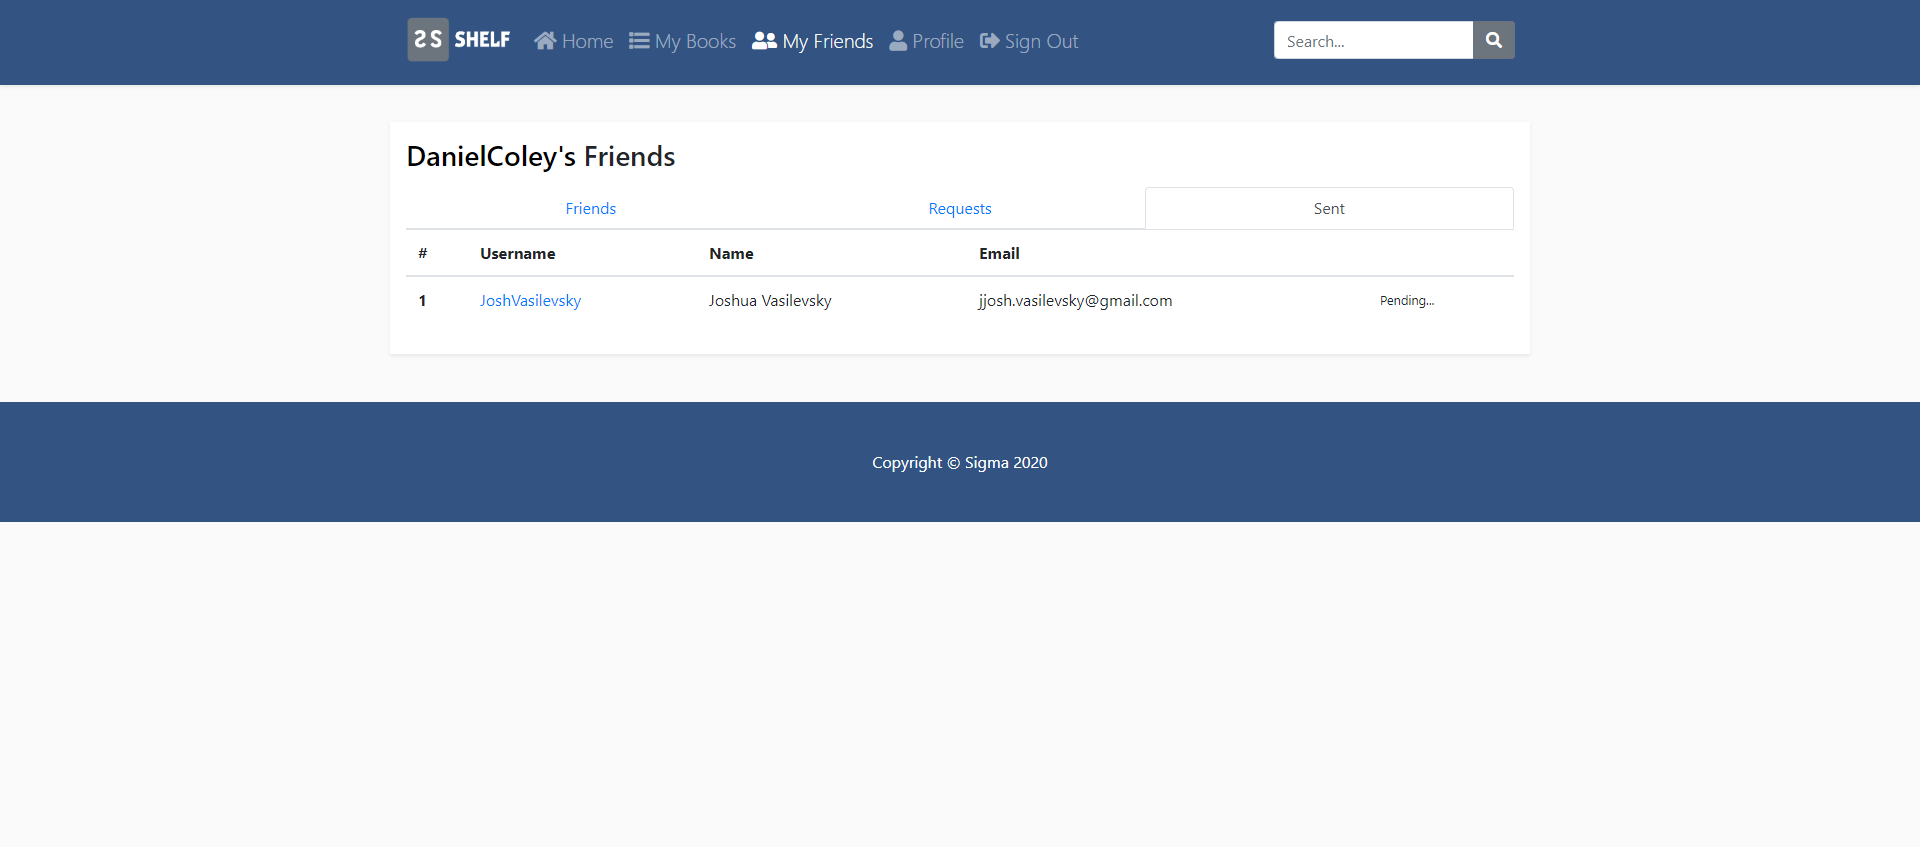 SS SHELF Home My Books My Friends Profile Sign Out Search...
DanielColey's Friends
Friends Requests Sent
# Username Name Email
1 JoshVasilevsky Joshua Vasilevsky jjosh.vasilevsky@gmail.com Pending...
Copyright © Sigma 2020